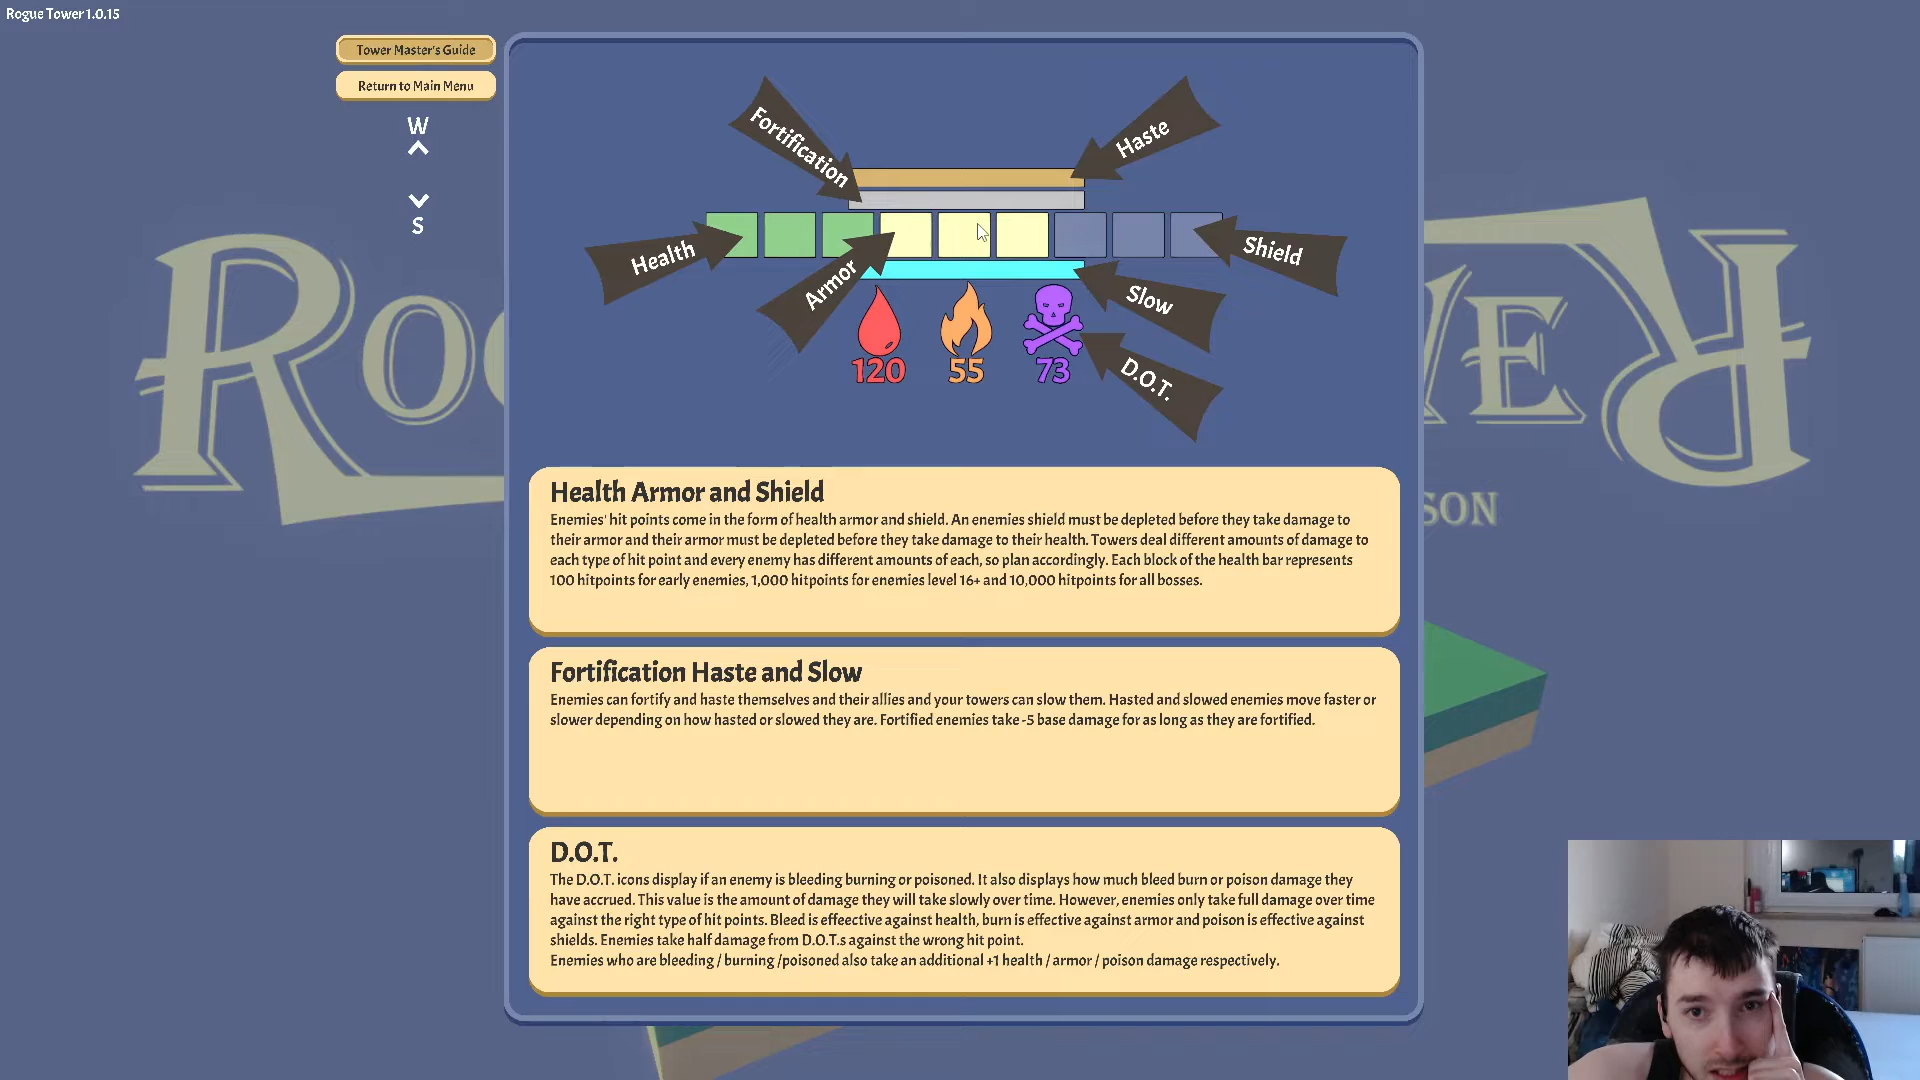 Rogue Tower 1.0.15
Tower Master's Guide
Return to Main Menu
W
S
Fortification
Haste
Health
Armor
Shield
Slow
D.O.T.
120
55
73
Health Armor and Shield
Enemies' hit points come in the form of health armor and shield. An enemies shield must be depleted before they take damage to
their armor and their armor must be depleted before they take damage to their health. Towers deal different amounts of damage to
each type of hit point and every enemy has different amounts of each, so plan accordingly. Each block of the health bar represents
100 hitpoints for early enemies, 1,000 hitpoints for enemies level 16+ and 10,000 hitpoints for all bosses.
Fortification Haste and Slow
Enemies can fortify and haste themselves and their allies and your towers can slow them. Hasted and slowed enemies move faster or
slower depending on how hasted or slowed they are. Fortified enemies take -5 base damage for as long as they are fortified.
D.O.T.
The D.O.T. icons display if an enemy is bleeding burning or poisoned. It also displays how much bleed burn or poison damage they
have accrued. This value is the amount of damage they will take slowly over time. However, enemies only take full damage over time
against the right type of hit points. Bleed is effeective against health, burn is effective against armor and poison is effective against
shields. Enemies take half damage from D.O.T.s against the wrong hit point.
Enemies who are bleeding / burning /poisoned also take an additional +1 health / armor / poison damage respectively.